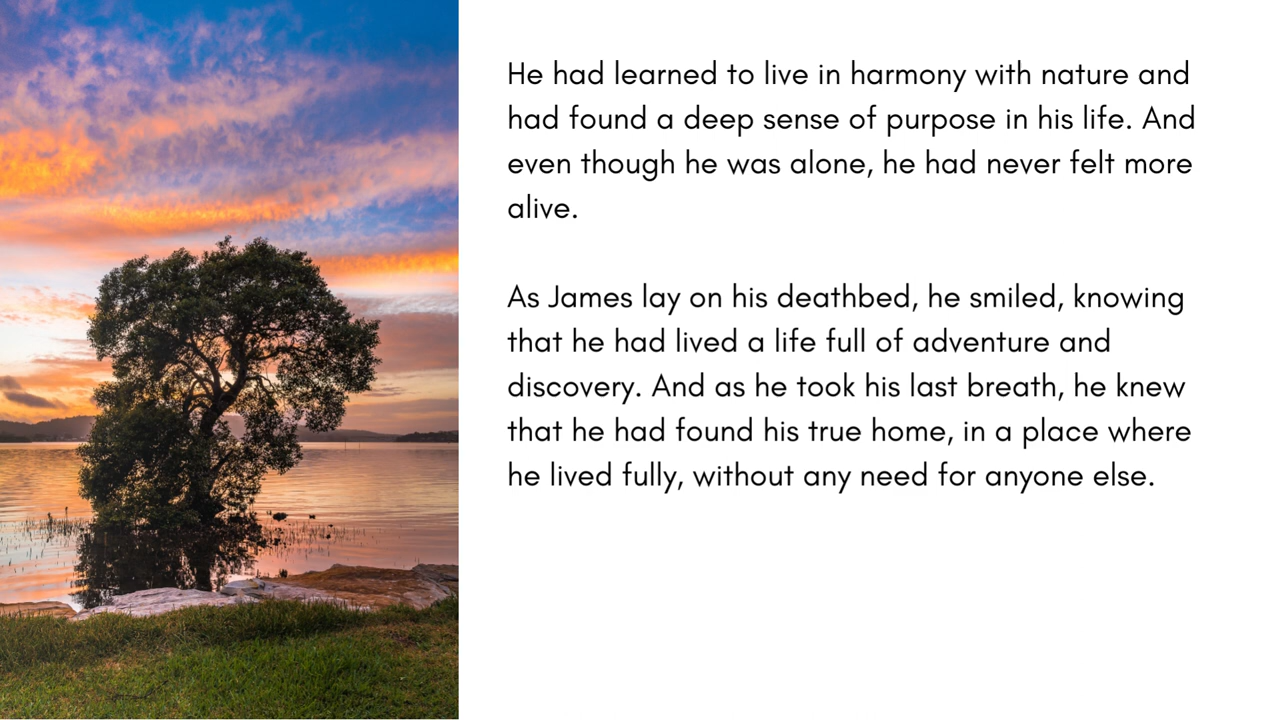 He had learned to live in harmony with nature and
had found a deep sense of purpose in his life. And
even though he was alone, he had never felt more
alive.
As James lay on his deathbed, he smiled, knowing
that he had lived a life full of adventure and
discovery. And as he took his last breath, he knew
that he had found his true home, in a place where
he lived fully, without any need for anyone else.